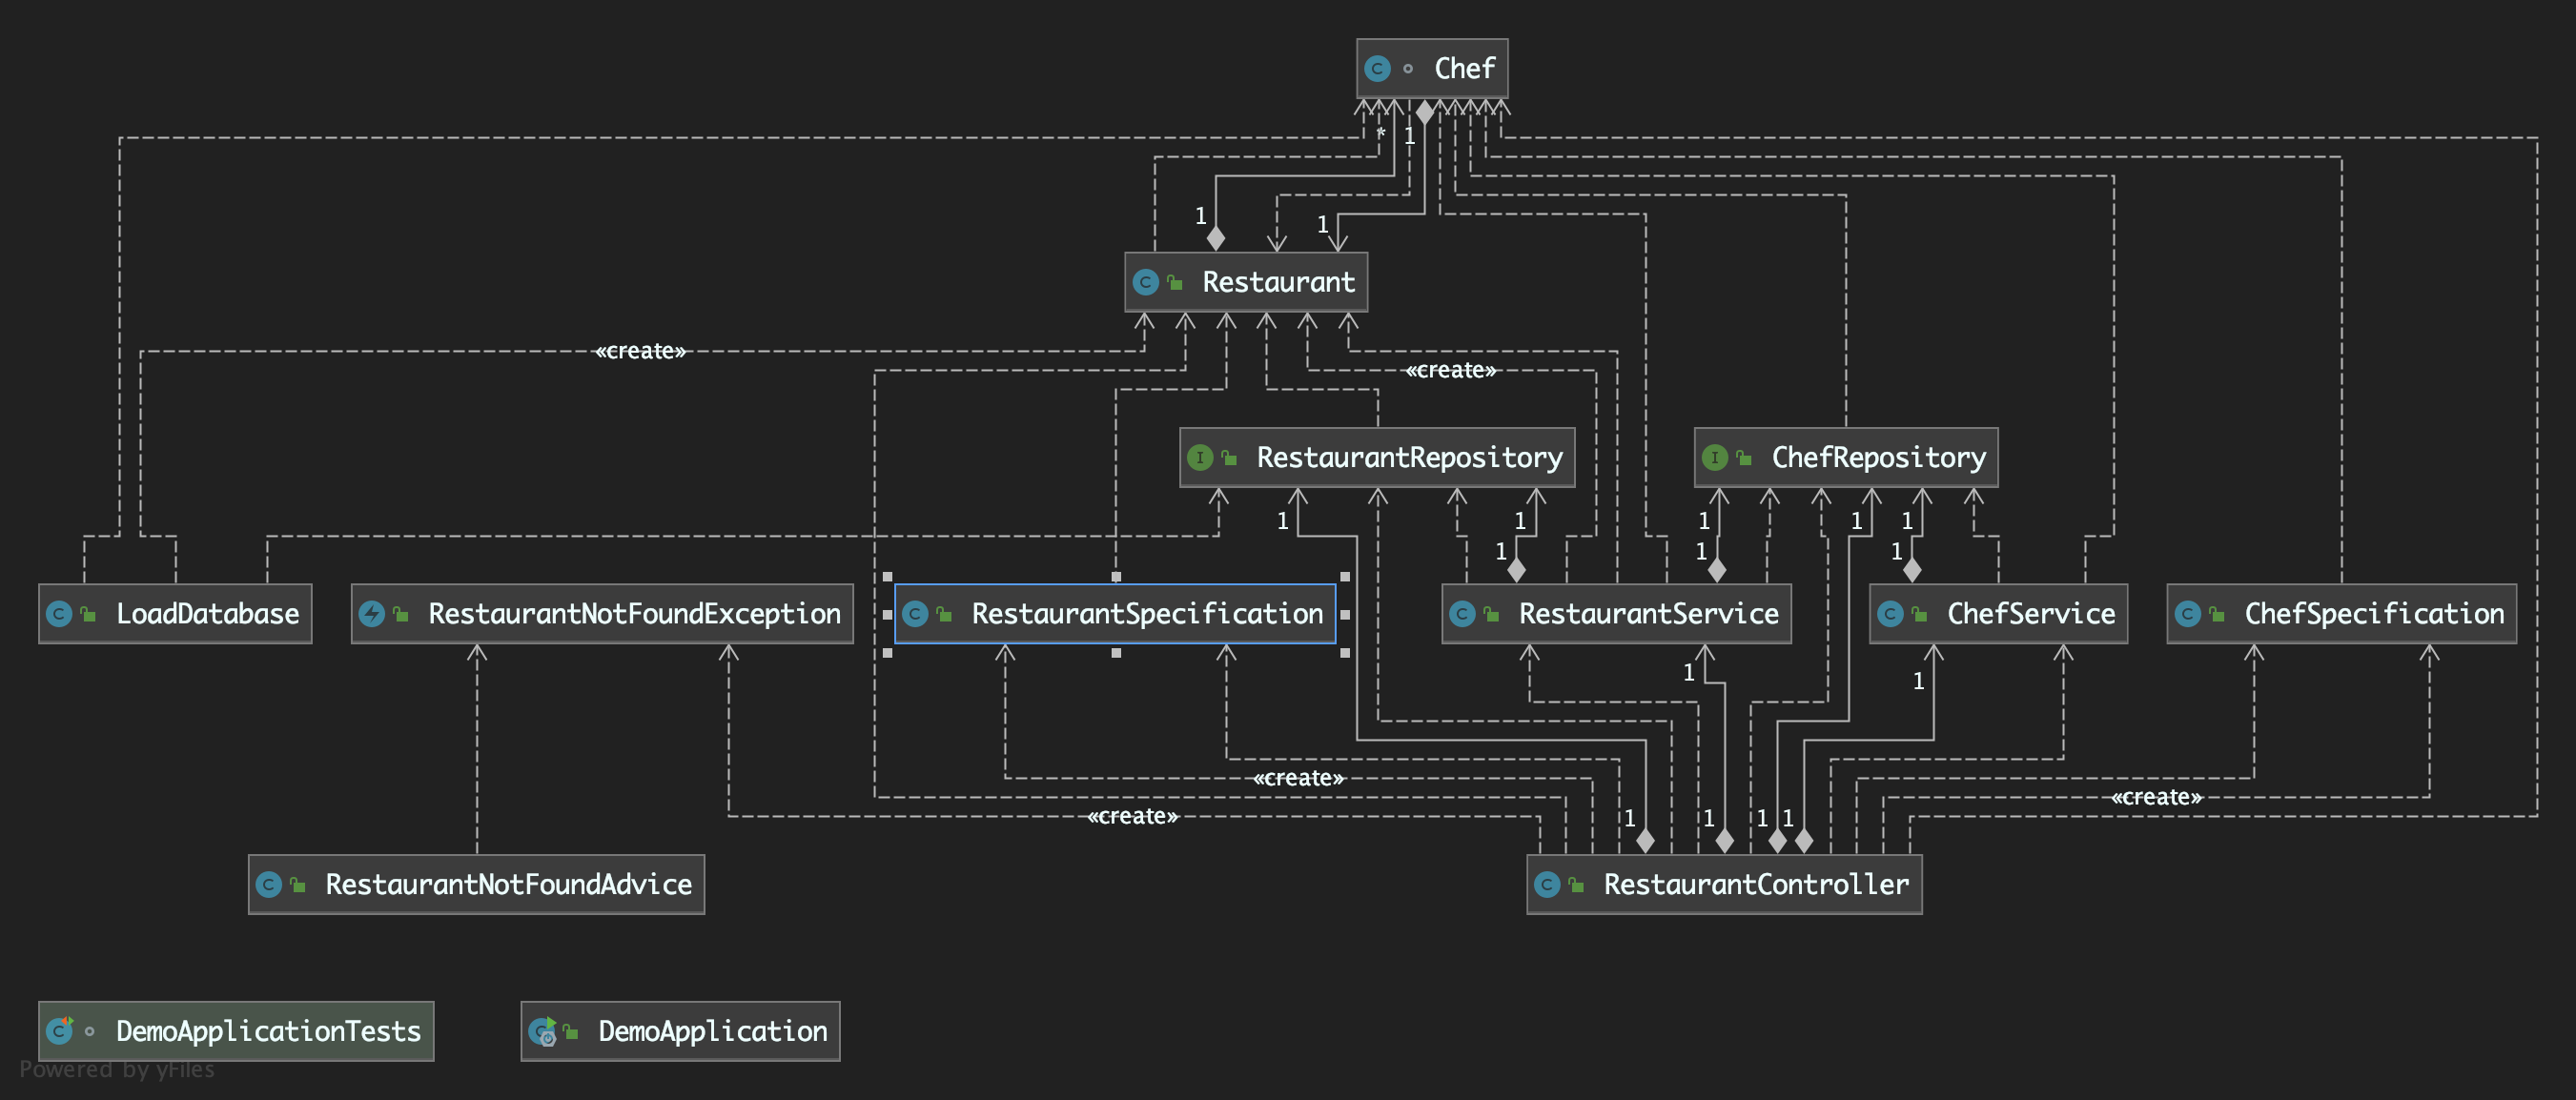 Chef
* 1
1 1
Restaurant
«create»
«create»
RestaurantRepository
ChefRepository
1 1 1 1 1
1 1 1
LoadDatabase
RestaurantNotFoundException
RestaurantSpecification
RestaurantService
ChefService
ChefSpecification
1 1
«create»
«create»
«create»
1 1 1 1
RestaurantNotFoundAdvice
RestaurantController
DemoApplicationTests
DemoApplication
Powered by yFiles